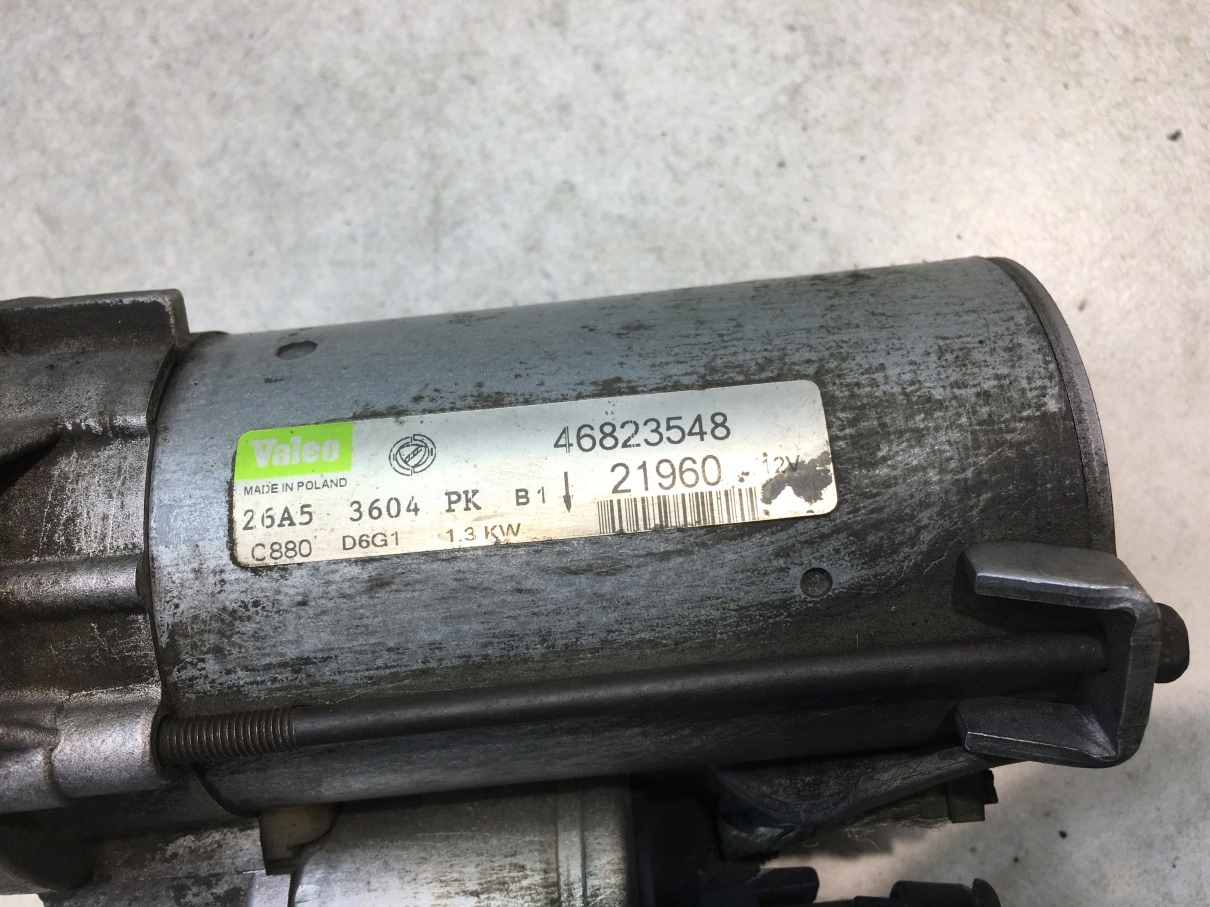 Valeo
46823548
MADE IN POLAND
21960 12V
26A5 3604 PK B1
C880 D6G1 1.3 KW